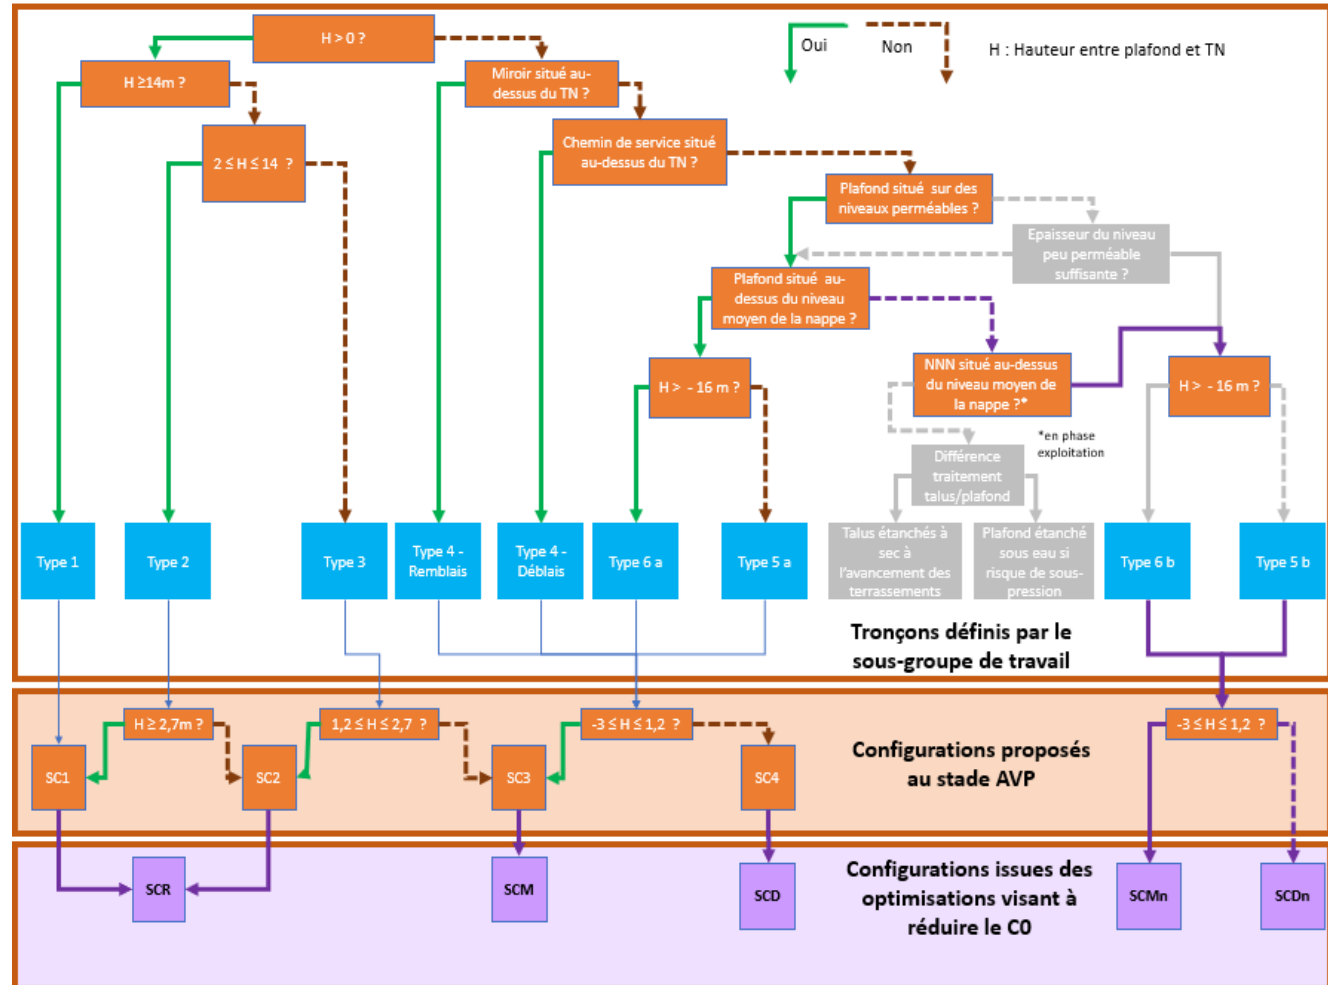 H > 0 ?
Oui
Non
H : Hauteur entre plafond et TN
H ≥14m ?
Miroir situé au-
dessus du TN ?
2 ≤ H ≤ 14 ?
Chemin de service situé
au-dessus du TN ?
Plafond situé sur des
niveaux perméables ?
Epaisseur du niveau
peu perméable
suffisante ?
Plafond situé au-
dessus du niveau
moyen de la nappe ?
H > - 16 m ?
NNN situé au-dessus
du niveau moyen de
la nappe ?*
H > - 16 m ?
*en phase
exploitation
Différence
traitement
talus/plafond
Type 1
Type 2
Type 3
Type 4 -
Remblais
Type 4 -
Déblais
Type 6 a
Type 5 a
Talus étanchés à
sec à
l'avancement des
terrassements
Plafond étanché
sous eau si
risque de sous-
pression
Type 6 b
Type 5 b
Tronçons définis par le
sous-groupe de travail
H ≥ 2,7m ?
1,2 ≤ H ≤ 2,7 ?
-3 ≤ H ≤ 1,2 ?
-3 ≤ H ≤ 1,2 ?
SC1
SC2
SC3
SC4
Configurations proposés
au stade AVP
SCR
SCM
SCD
Configurations issues des
optimisations visant à
réduire le C0
SCMn
SCDn